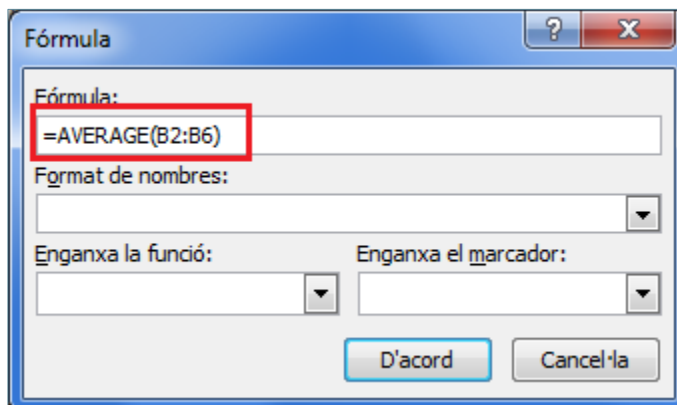 Fórmula
Fórmula:
=AVERAGE(B2:B6)
Format de nombres:
Enganxa la funció: Enganxa el marcador:
D'acord Cancel·la